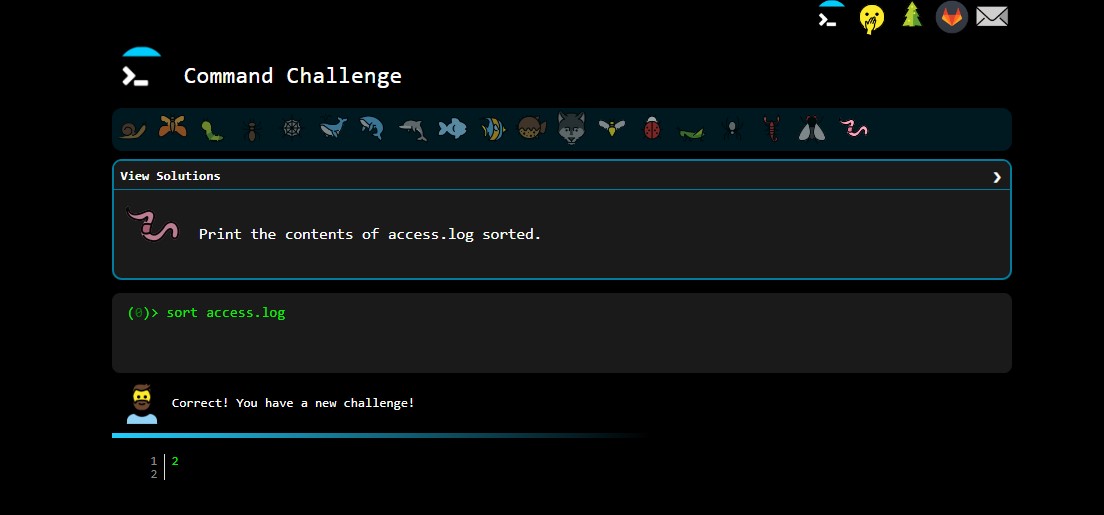 Command Challenge
View Solutions
Print the contents of access.log sorted.
(0)> sort access.log
Correct! You have a new challenge!
1 2
2